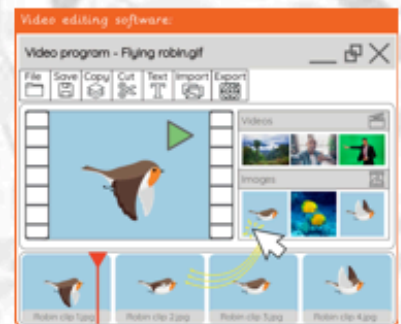 Video editing software:
Video program - Flying robin.gif
File Save Copy Cut Text Import Export
Videos
Images
Robin clip 1.jpg Robin clip 2.jpg Robin clip 3.jpg Robin clip 4.jpg